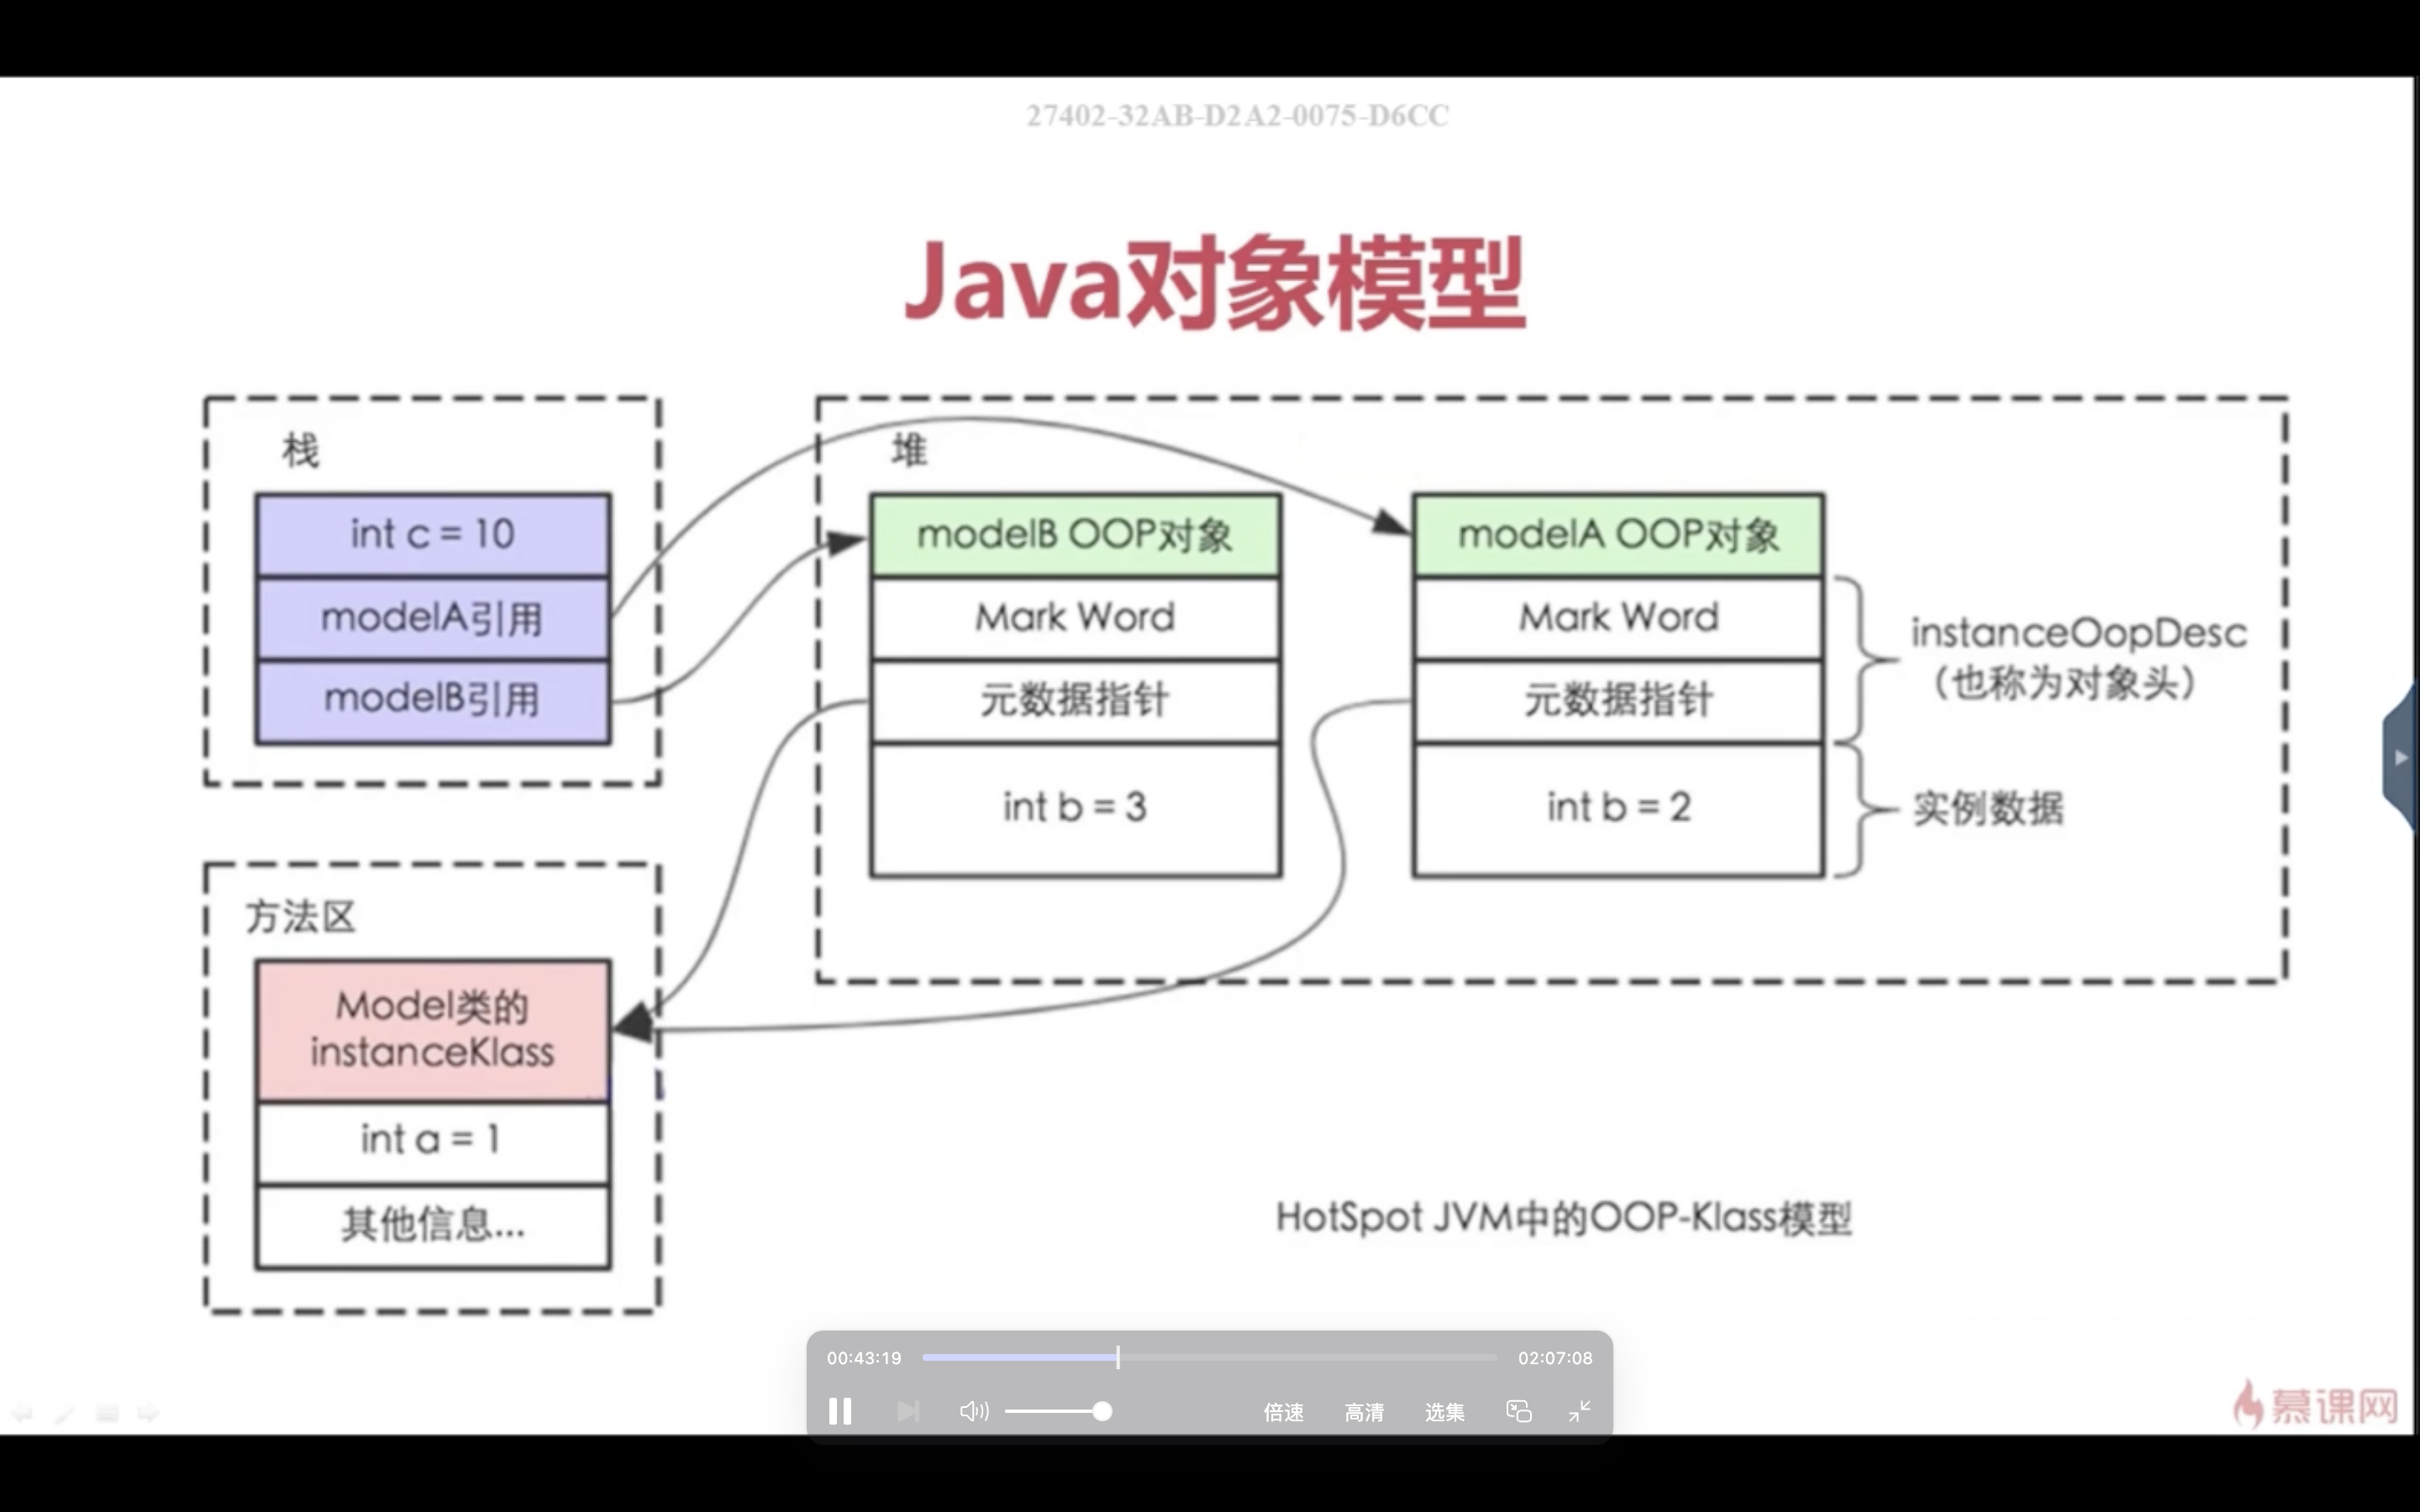 27402-32AB-D2A2-0075-D6CC
Java对象模型
栈
int c = 10
modelA引用
modelB引用
堆
modelB OOP对象
Mark Word
元数据指针
int b = 3
modelA OOP对象
Mark Word
元数据指针
int b = 2
instanceOopDesc
（也称为对象头）
实例数据
方法区
Model类的
instanceKlass
int a = 1
其他信息...
HotSpot JVM中的OOP-Klass模型
00:43:19
02:07:08
倍速
高清
选集
慕课网